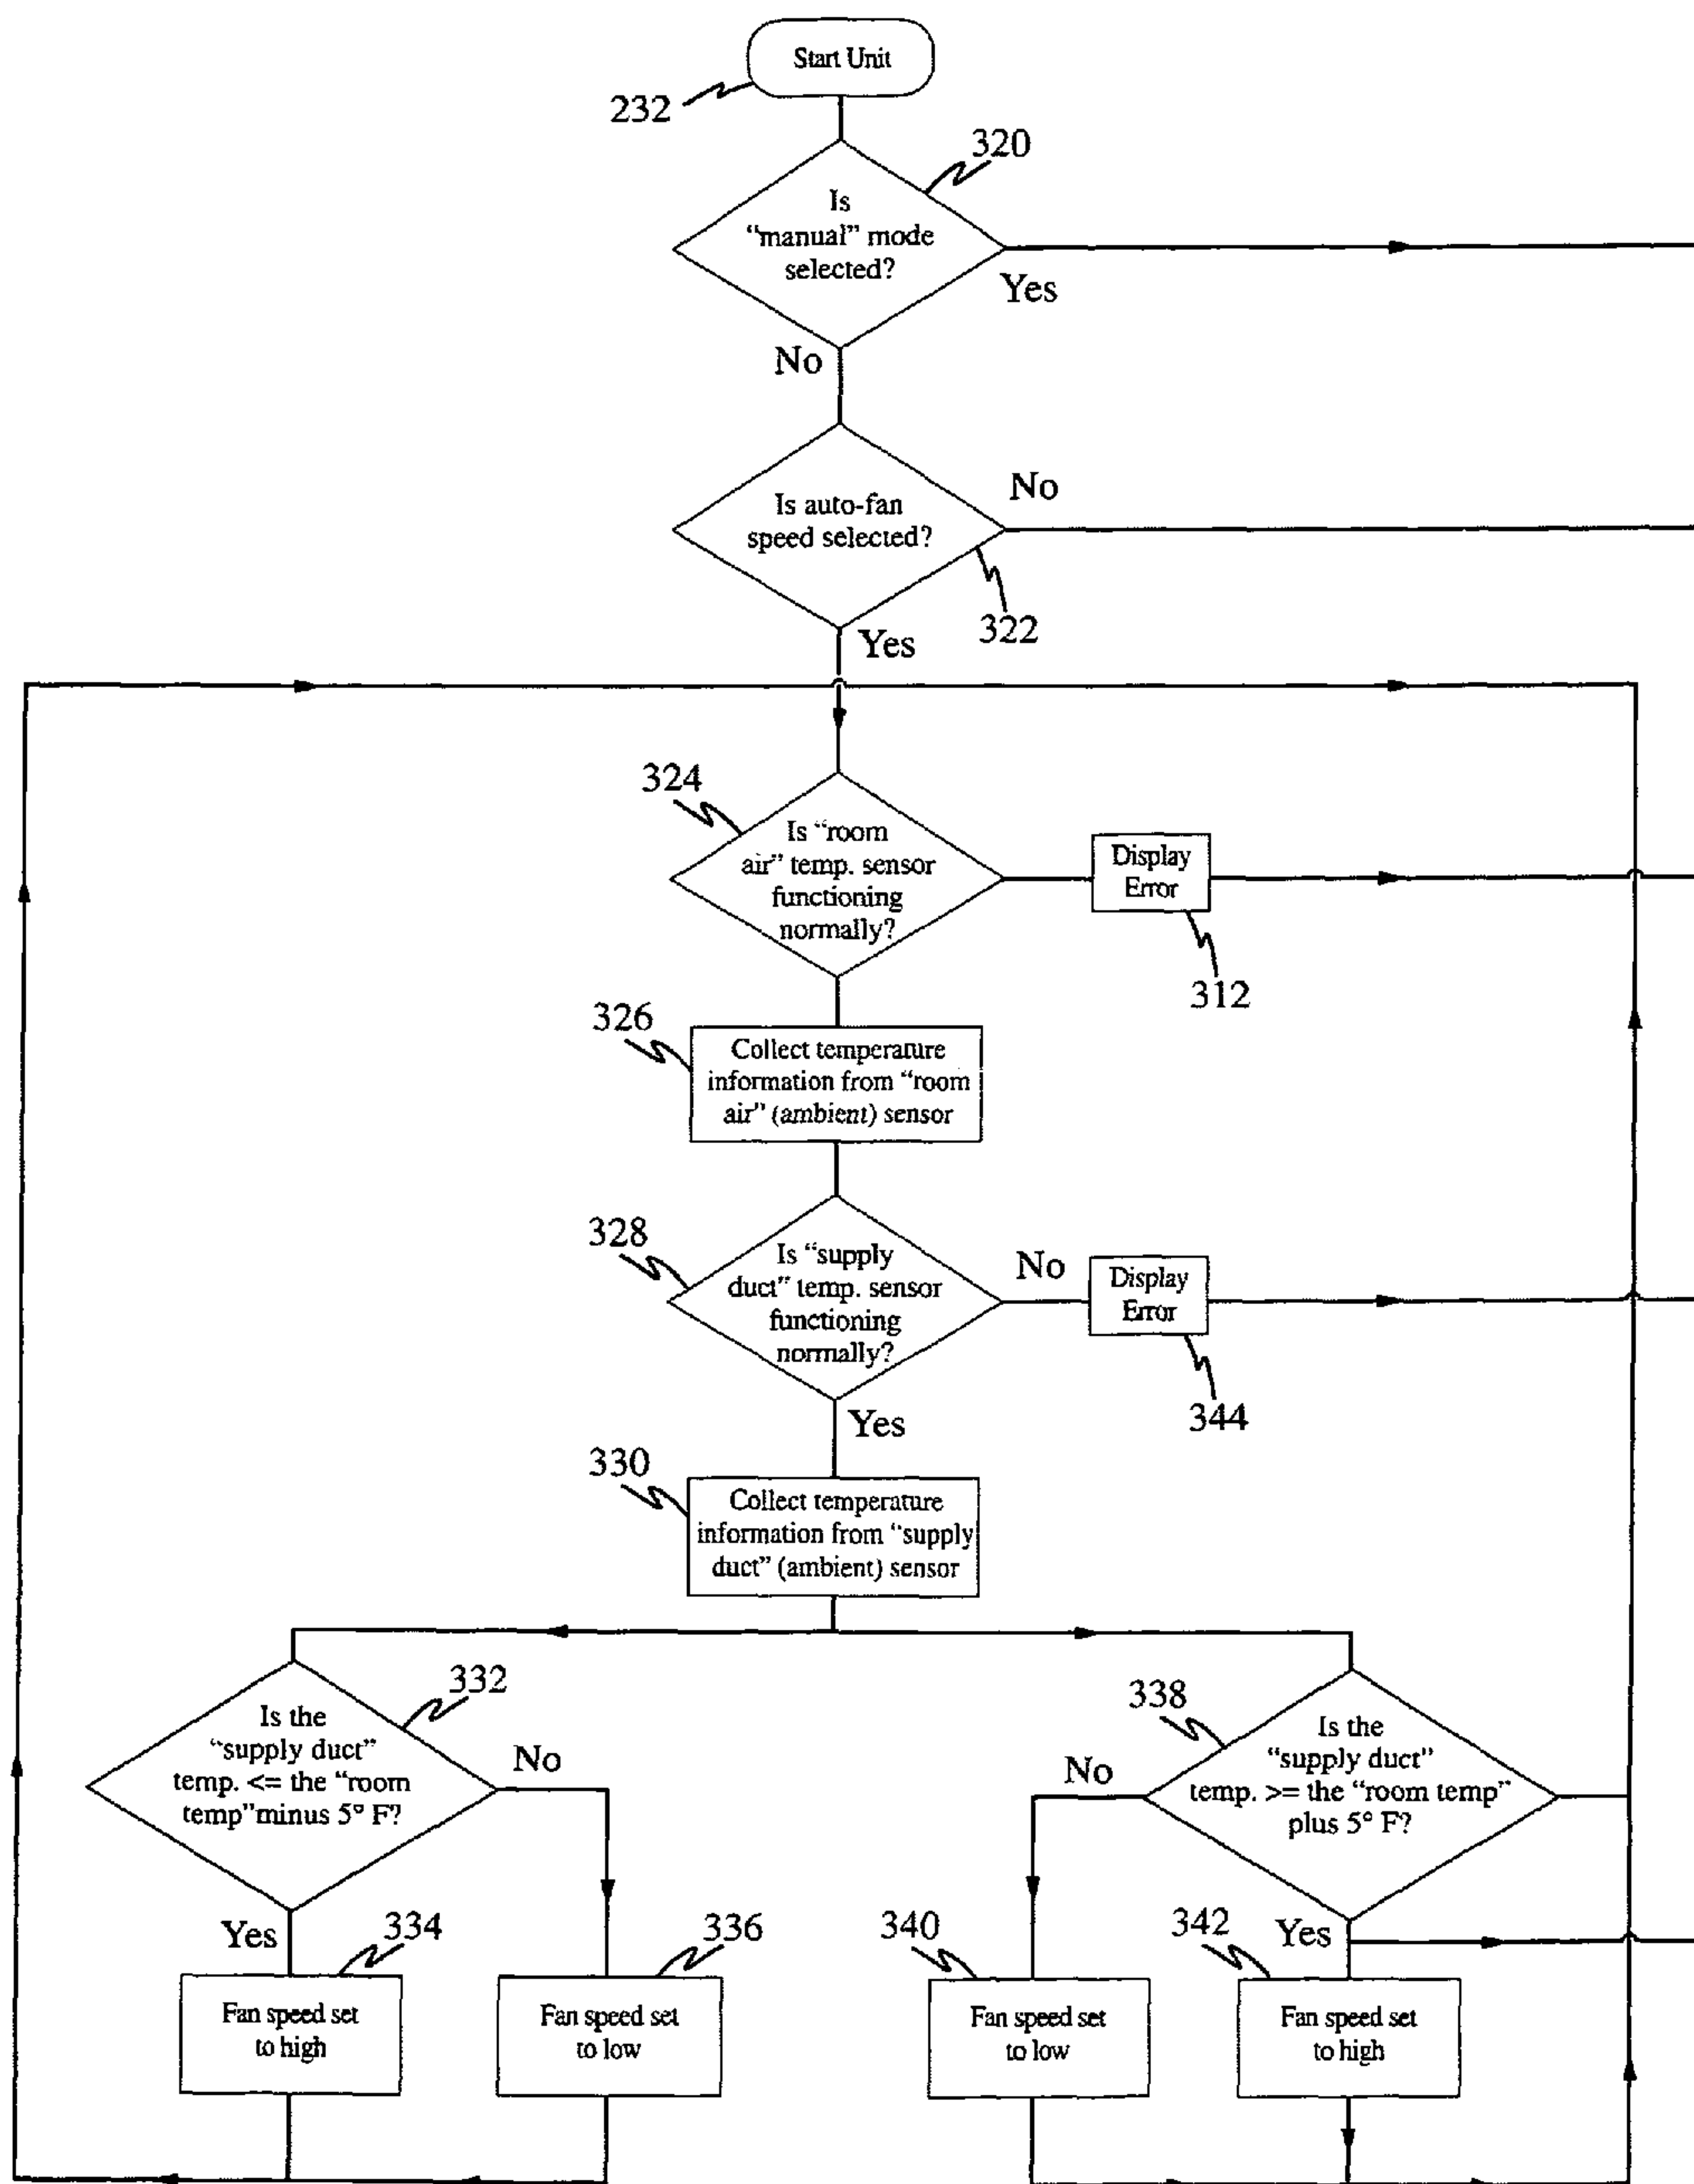 Start Unit
232
320
Is
“manual” mode
selected?
Yes
No
Is auto-fan
speed selected?
No
322
Yes
324
Is “room
air” temp. sensor
functioning
normally?
Display
Error
312
326
Collect temperature
information from “room
air” (ambient) sensor
328
Is “supply
duct” temp. sensor
functioning
normally?
No
Display
Error
344
Yes
330
Collect temperature
information from “supply
duct” (ambient) sensor
332
Is the
“supply duct”
temp. <= the “room
temp”minus 5° F?
No
Yes
334
Fan speed set
to high
336
Fan speed set
to low
338
Is the
“supply duct”
temp. >= the “room temp”
plus 5° F?
No
340
Fan speed set
to low
Yes
342
Fan speed set
to high